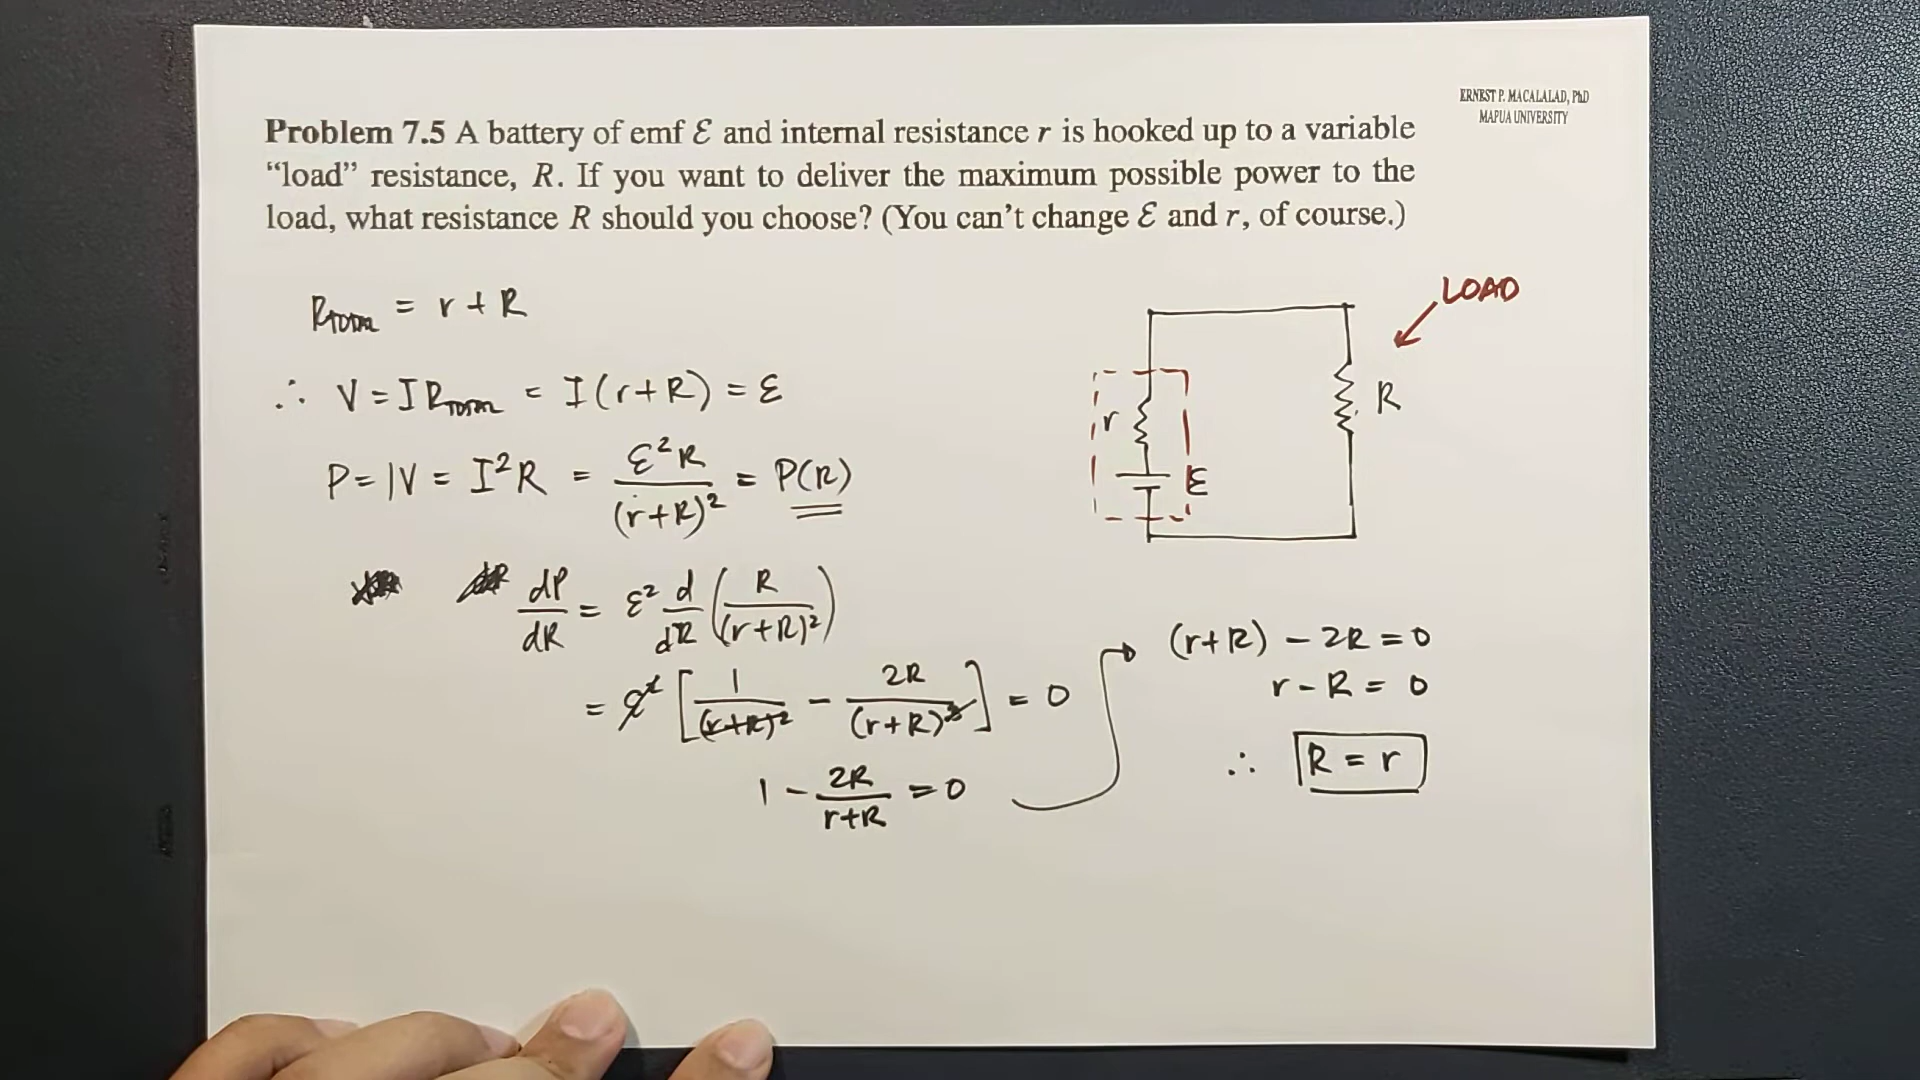 ERNEST P. MACALALAD, PhD
MAPUA UNIVERSITY
Problem 7.5 A battery of emf ℰ and internal resistance r is hooked up to a variable
“load” resistance, R. If you want to deliver the maximum possible power to the
load, what resistance R should you choose? (You can’t change ℰ and r, of course.)
R_TOTAL = r + R
∴ V = I R_TOTAL = I(r+R) = ℰ
P = IV = I²R = ℰ²R/(r+R)² = P(R)
dP/dR = ℰ² d/dR (R/(r+R)²)
= ℰ² [1/(r+R)² − 2R/(r+R)³] = 0
1 − 2R/(r+R) = 0
LOAD
r
ℰ
R
(r+R) − 2R = 0
r − R = 0
∴ R = r